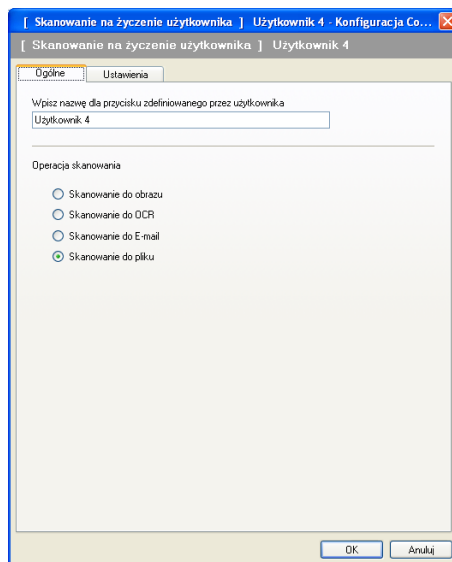 [ Skanowanie na życzenie użytkownika ] Użytkownik 4 - Konfiguracja Co...
[ Skanowanie na życzenie użytkownika ] Użytkownik 4
Ogólne Ustawienia
Wpisz nazwę dla przycisku zdefiniowanego przez użytkownika
Użytkownik 4
Operacja skanowania
Skanowanie do obrazu
Skanowanie do OCR
Skanowanie do E-mail
Skanowanie do pliku
OK Anuluj